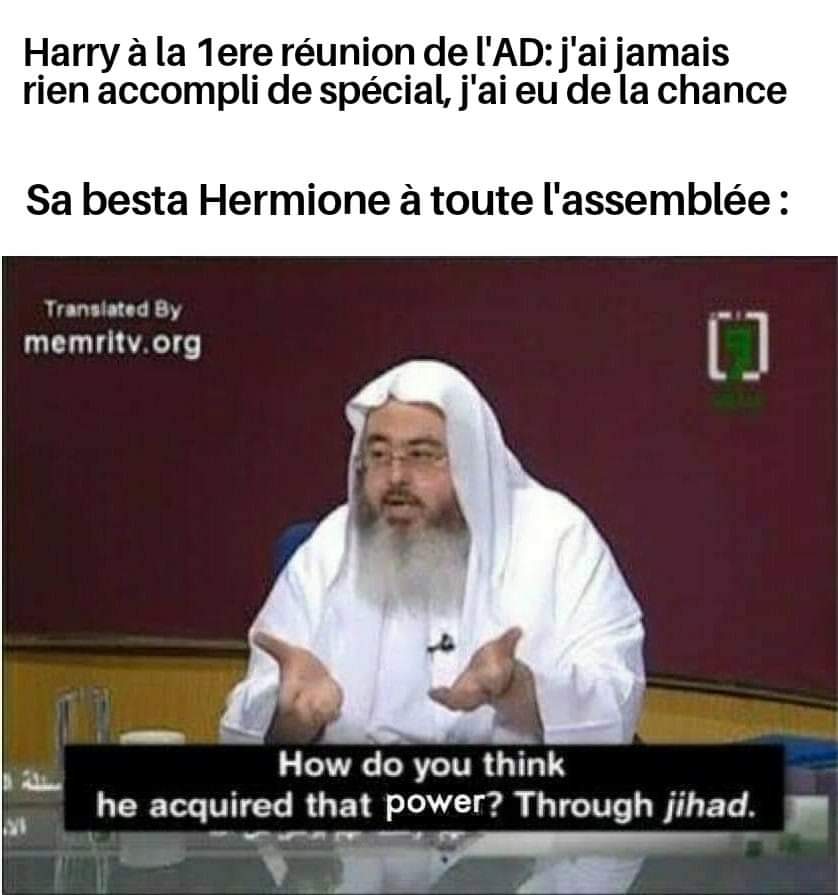 Harry à la 1ere réunion de l'AD: j'ai jamais
rien accompli de spécial, j'ai eu de la chance
Sa besta Hermione à toute l'assemblée :
Translated By
memritv.org
How do you think
he acquired that power? Through jihad.